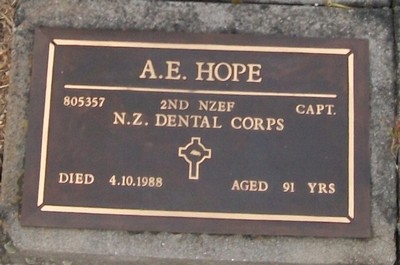 A.E. HOPE
805357 2ND NZEF CAPT.
N.Z. DENTAL CORPS
DIED 4.10.1988 AGED 91 YRS